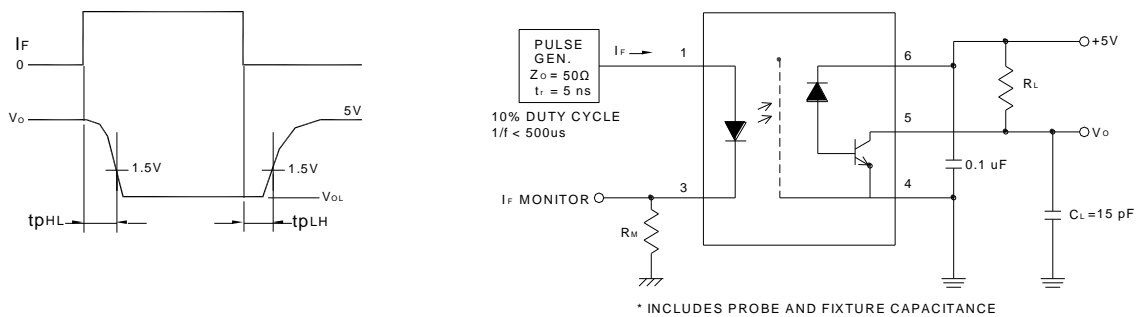 IF
0
VO
5V
1.5V
1.5V
VOL
tpHL
tpLH
PULSE
GEN.
ZO = 50Ω
tr = 5 ns
10% DUTY CYCLE
1/f < 500us
IF
1
6
+5V
RL
5
VO
0.1 uF
IF MONITOR
3
4
RM
CL=15 pF
* INCLUDES PROBE AND FIXTURE CAPACITANCE